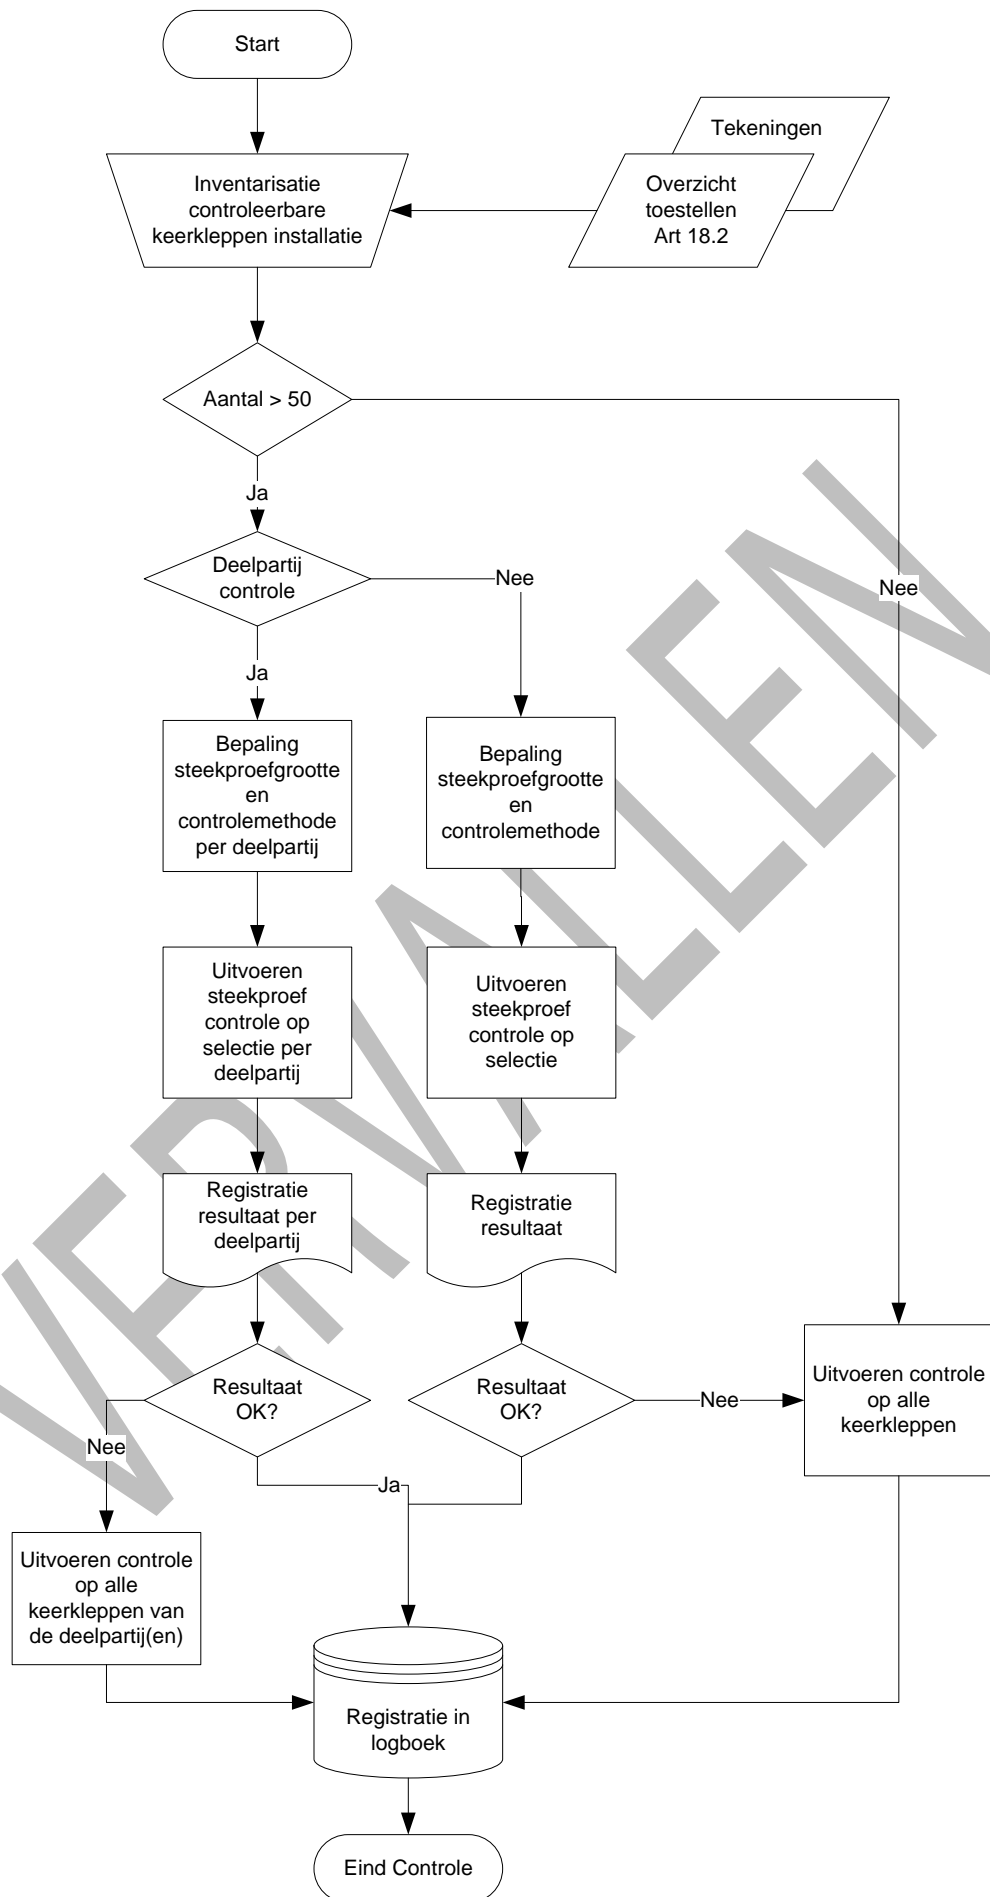 Start
Tekeningen
Inventarisatie
controleerbare
keerkleppen installatie
Overzicht
toestellen
Art 18.2
Aantal > 50
Ja
Nee
Deelpartij
controle
Nee
Ja
Bepaling
steekproefgrootte
en
controlemethode
per deelpartij
Bepaling
steekproefgrootte
en
controlemethode
Uitvoeren
steekproef
controle op
selectie per
deelpartij
Uitvoeren
steekproef
controle op
selectie
Registratie
resultaat per
deelpartij
Registratie
resultaat
Resultaat
OK?
Resultaat
OK?
Nee
Uitvoeren controle
op alle
keerkleppen
Nee
Ja
Uitvoeren controle
op alle
keerkleppen van
de deelpartij(en)
Registratie in
logboek
Eind Controle
VERVALLEN